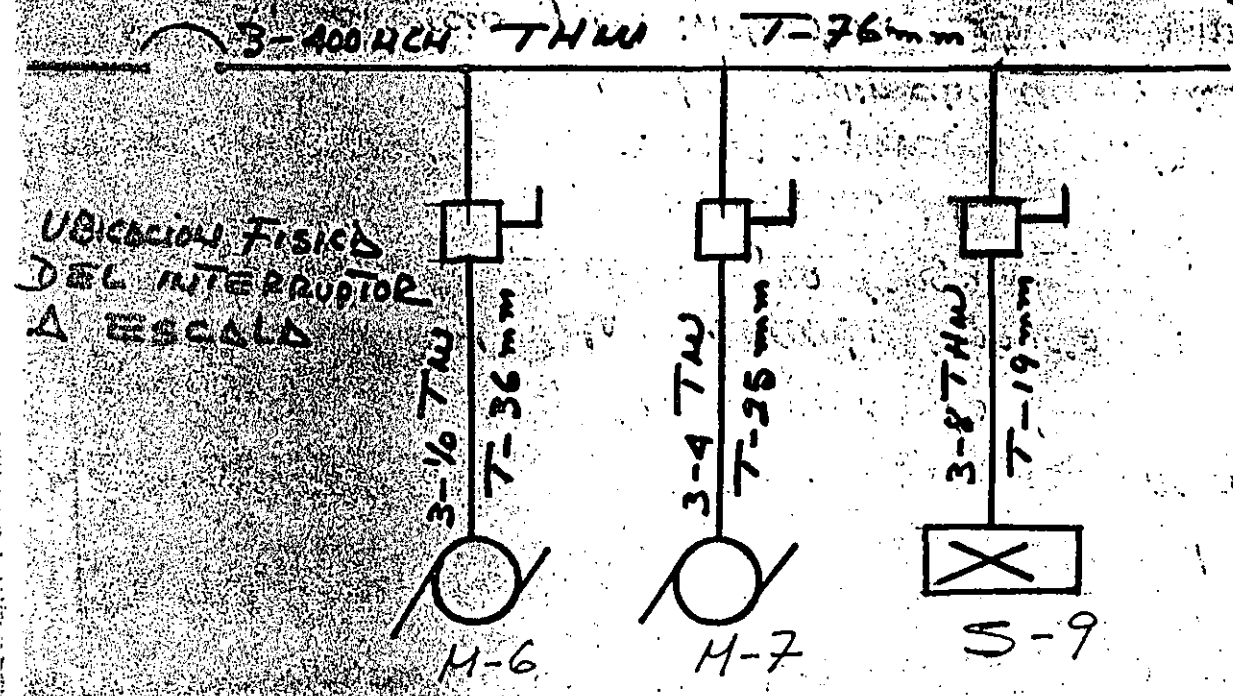 3-400 MCM THW T-76mm
UBICACION FISICA
DEL INTERRUPTOR
A ESCALA
3-1/0 TW
T-36mm
3-4 TW
T-25mm
3-8 THW
T-19mm
M-6
M-7
S-9